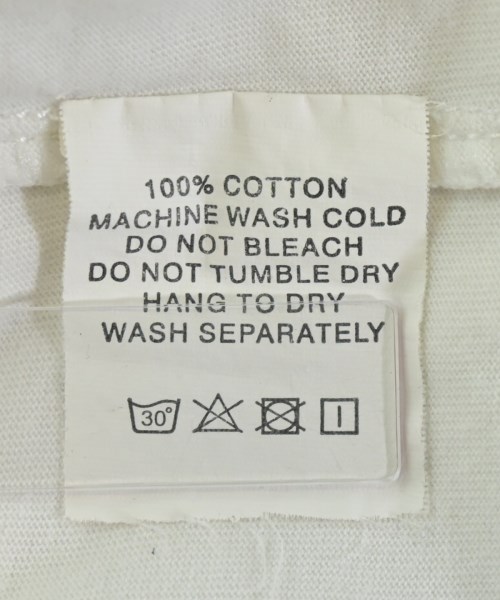 100% COTTON
MACHINE WASH COLD
DO NOT BLEACH
DO NOT TUMBLE DRY
HANG TO DRY
WASH SEPARATELY
30°